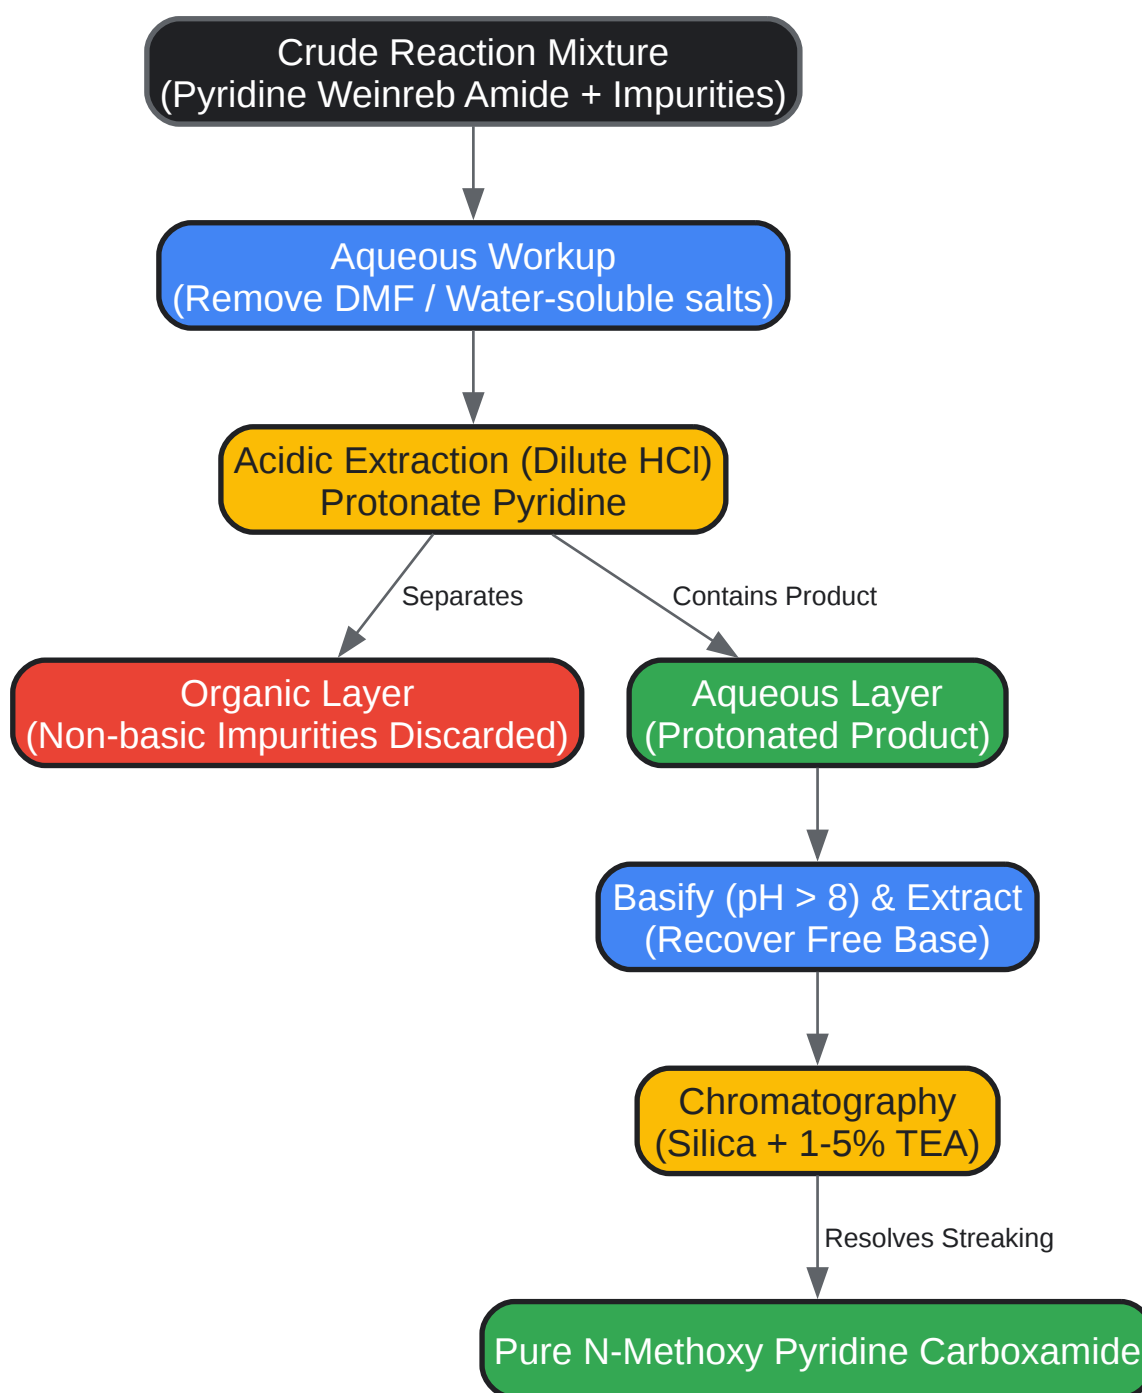 Crude Reaction Mixture
(Pyridine Weinreb Amide + Impurities)
Aqueous Workup
(Remove DMF / Water-soluble salts)
Acidic Extraction (Dilute HCl)
Protonate Pyridine
Separates
Contains Product
Organic Layer
(Non-basic Impurities Discarded)
Aqueous Layer
(Protonated Product)
Basify (pH > 8) & Extract
(Recover Free Base)
Chromatography
(Silica + 1-5% TEA)
Resolves Streaking
Pure N-Methoxy Pyridine Carboxamide